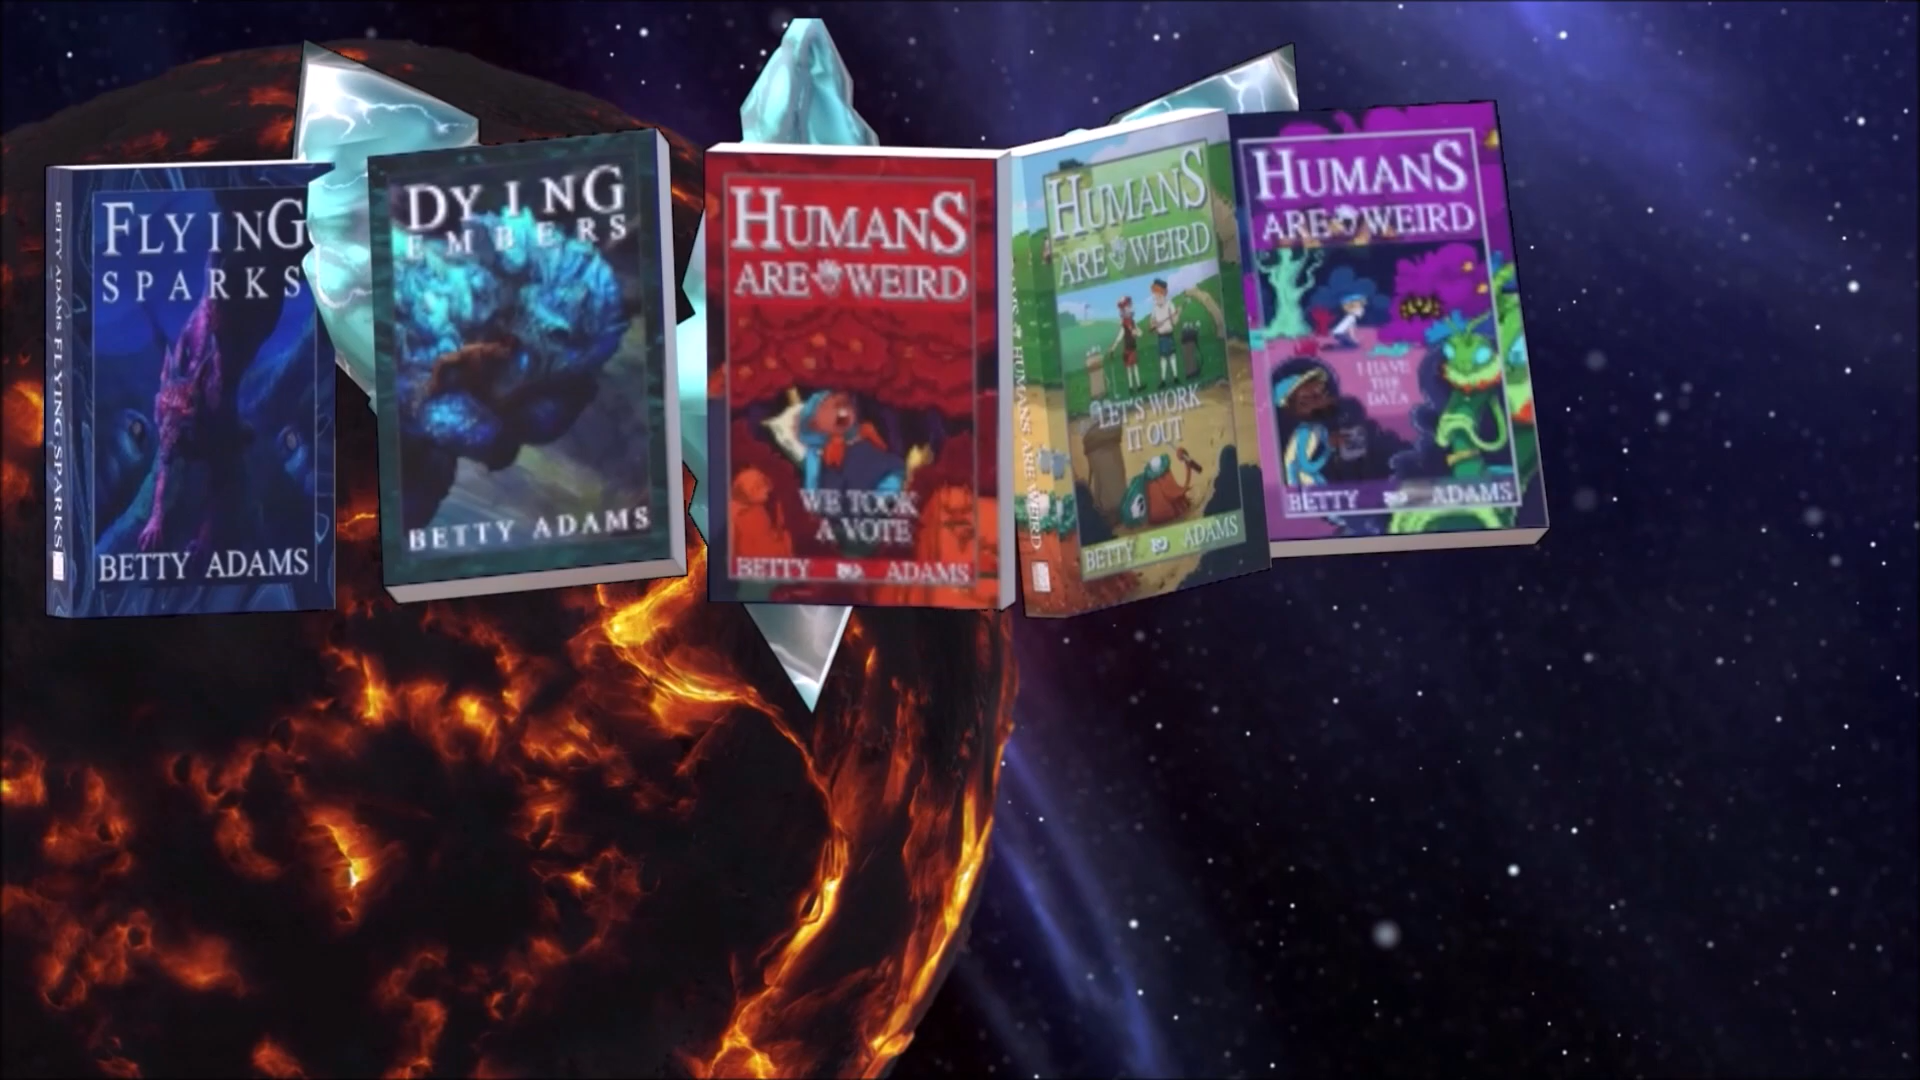 BETTY ADAMS FLYING SPARKS
FLYING
SPARKS
BETTY ADAMS
DYING
EMBERS
BETTY ADAMS
HUMANS
ARE WEIRD
WE TOOK
A VOTE
BETTY ADAMS
HUMANS ARE WEIRD
HUMANS
ARE WEIRD
LET'S WORK
IT OUT
BETTY ADAMS
HUMANS
ARE WEIRD
I HAVE
THE
DATA
BETTY ADAMS